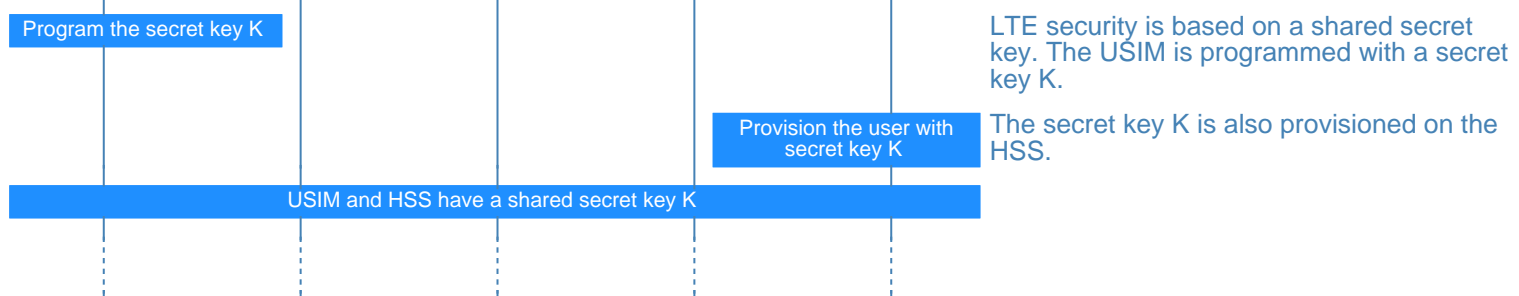 Program the secret key K
LTE security is based on a shared secret
key. The USIM is programmed with a secret
key K.
Provision the user with
secret key K
The secret key K is also provisioned on the
HSS.
USIM and HSS have a shared secret key K